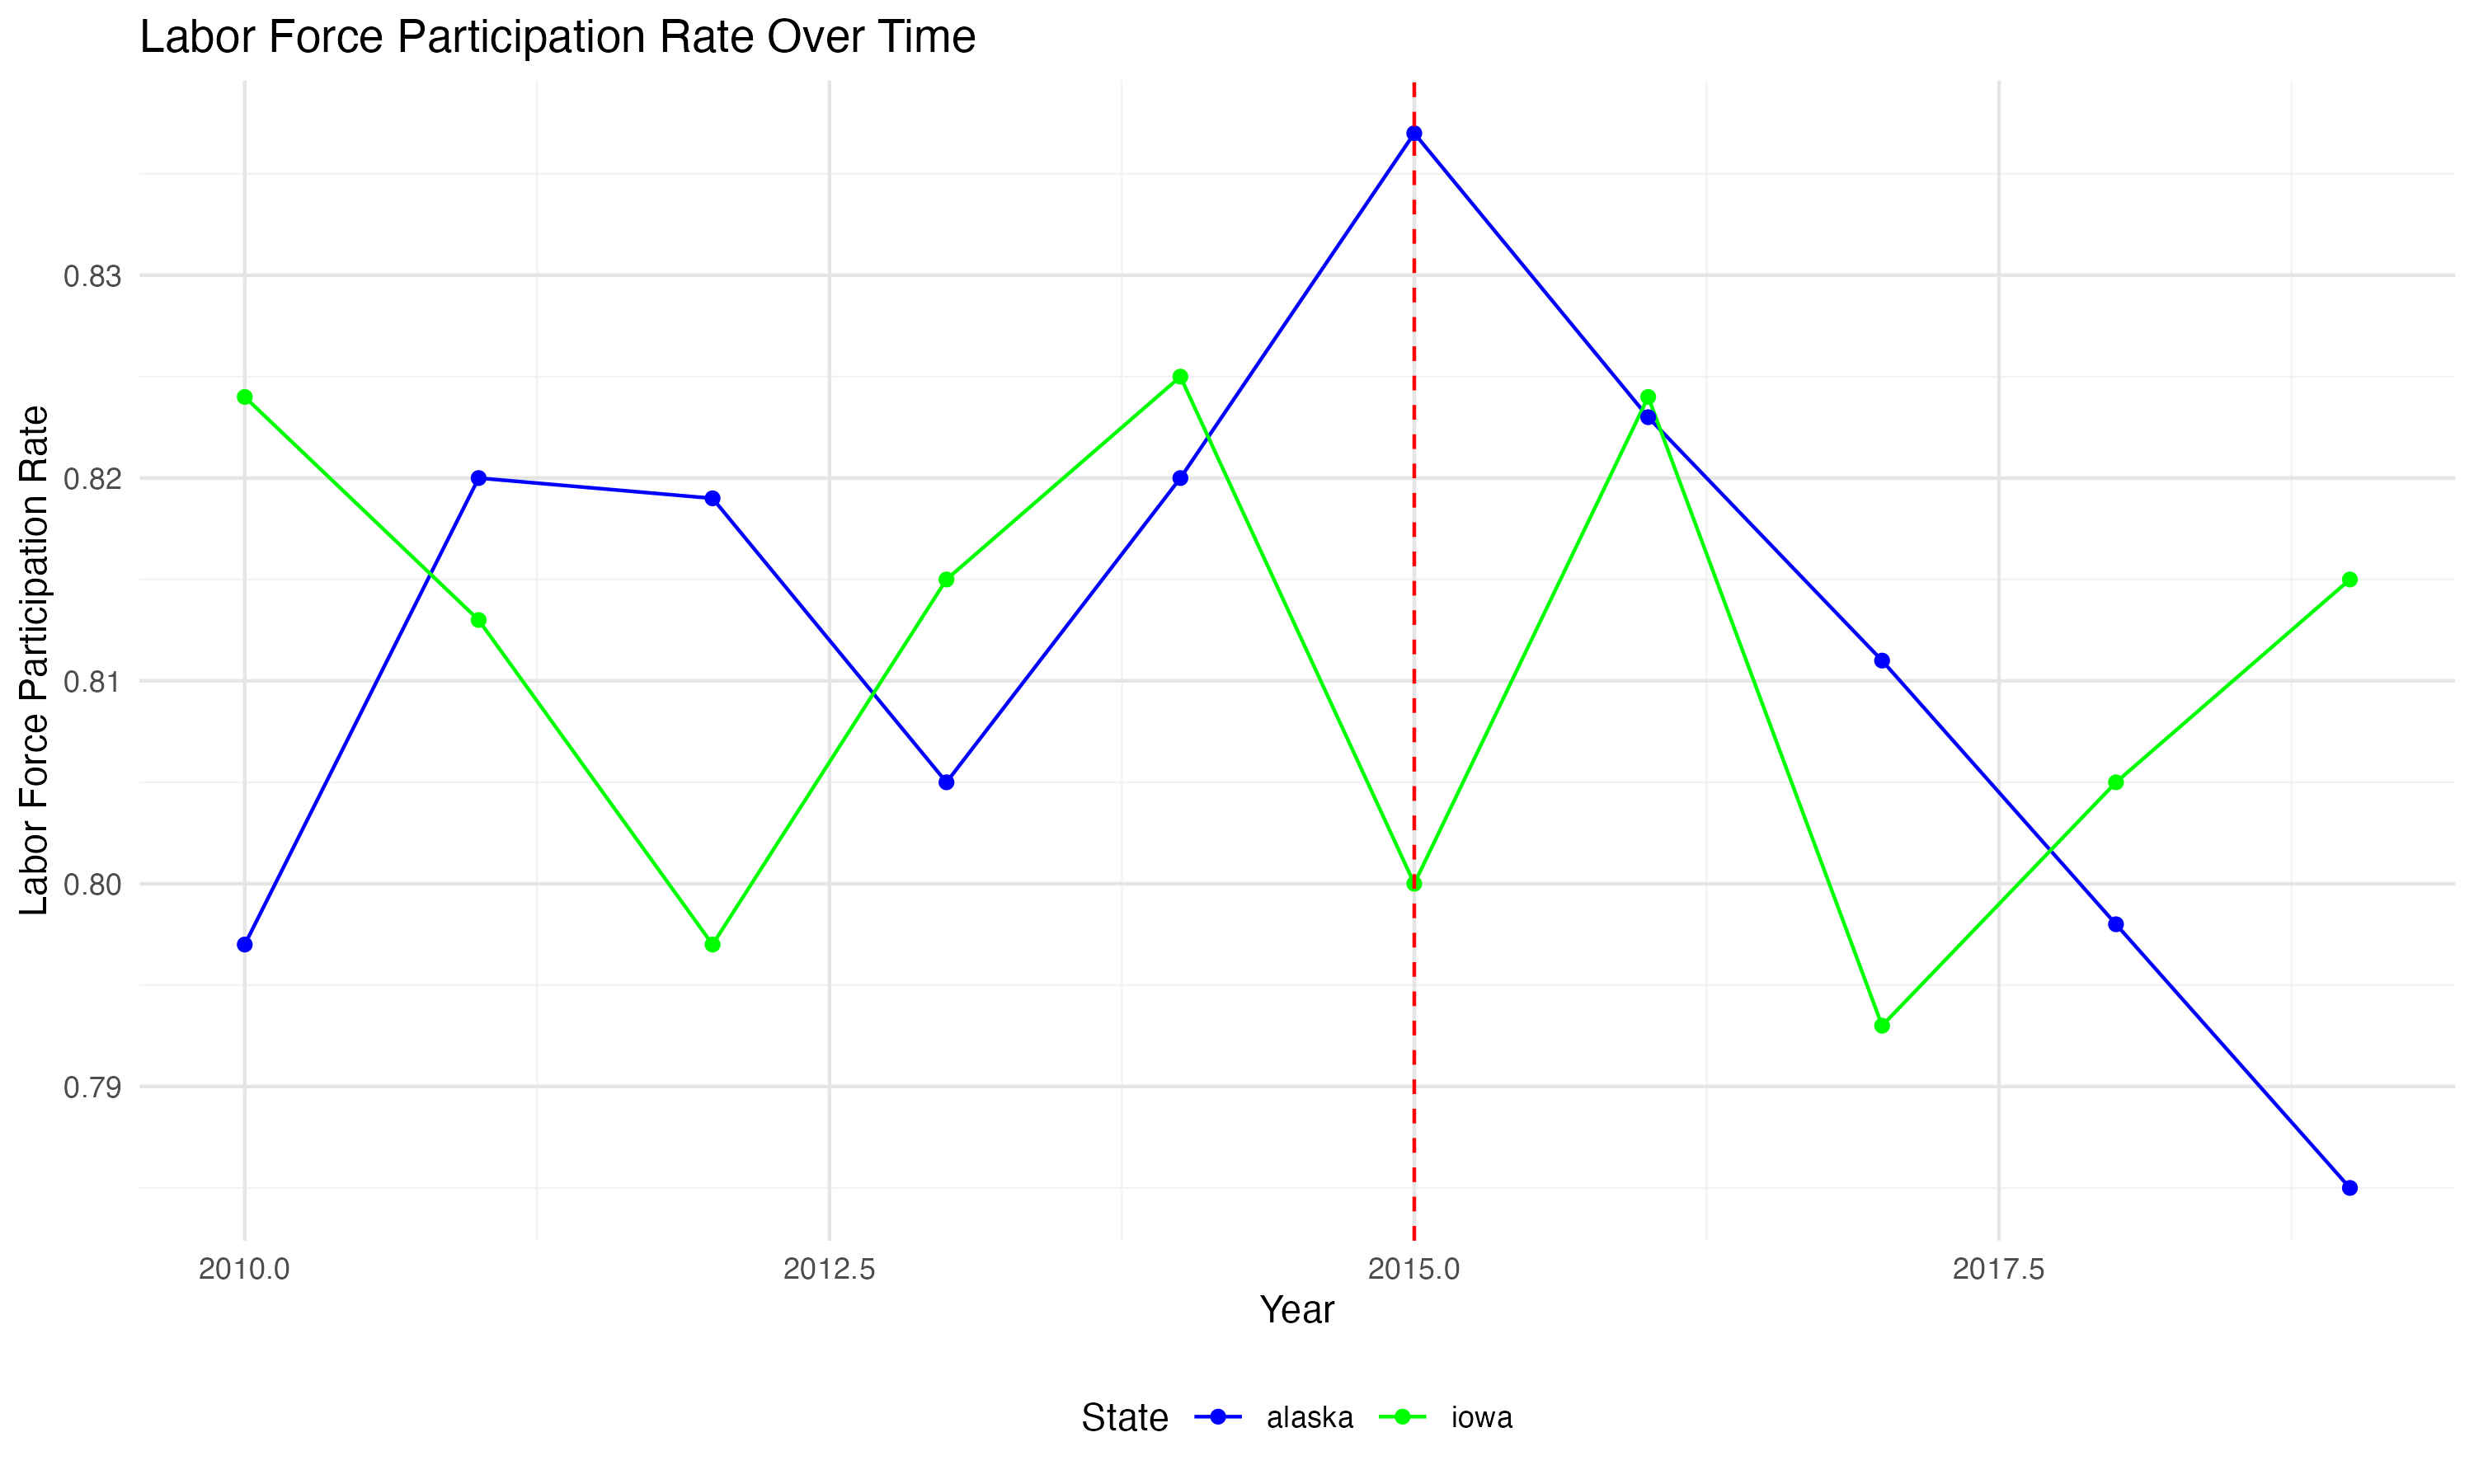 Labor Force Participation Rate Over Time
Labor Force Participation Rate
0.83
0.82
0.81
0.80
0.79
2010.0 2012.5 2015.0 2017.5
Year
State alaska iowa